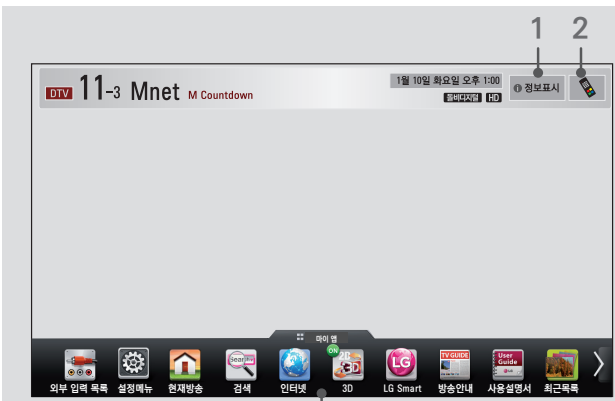 1 2
DTV 11-3 Mnet M Countdown
1월 10일 화요일 오후 1:00
돌비디지털 HD
정보표시
마이 앱
Search
ON
2D
3D
LG
TV GUIDE
User
Guide
외부 입력 목록 설정메뉴 현재방송 검색 인터넷 3D LG Smart 방송안내 사용설명서 최근목록